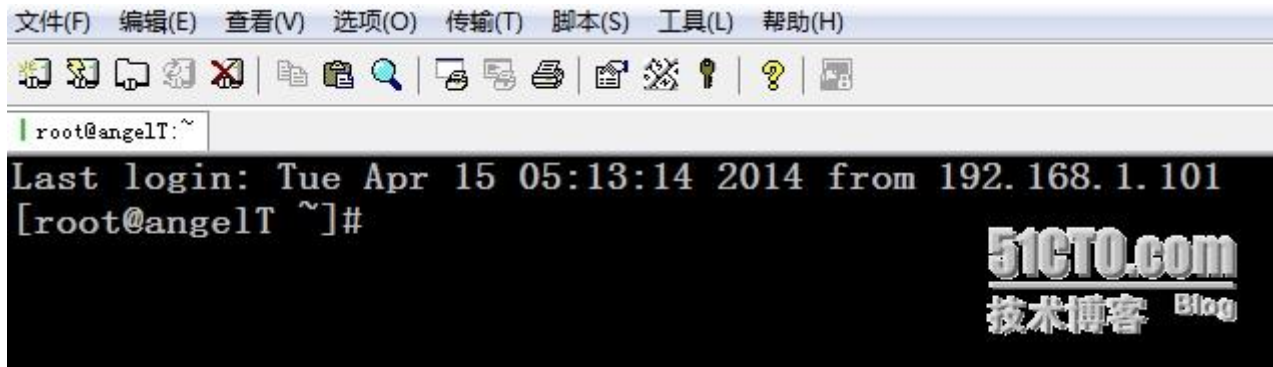 文件(F) 编辑(E) 查看(V) 选项(O) 传输(T) 脚本(S) 工具(L) 帮助(H)
root@angelT:~
Last login: Tue Apr 15 05:13:14 2014 from 192.168.1.101
[root@angelT ~]#
51CTO.com
技术博客 Blog